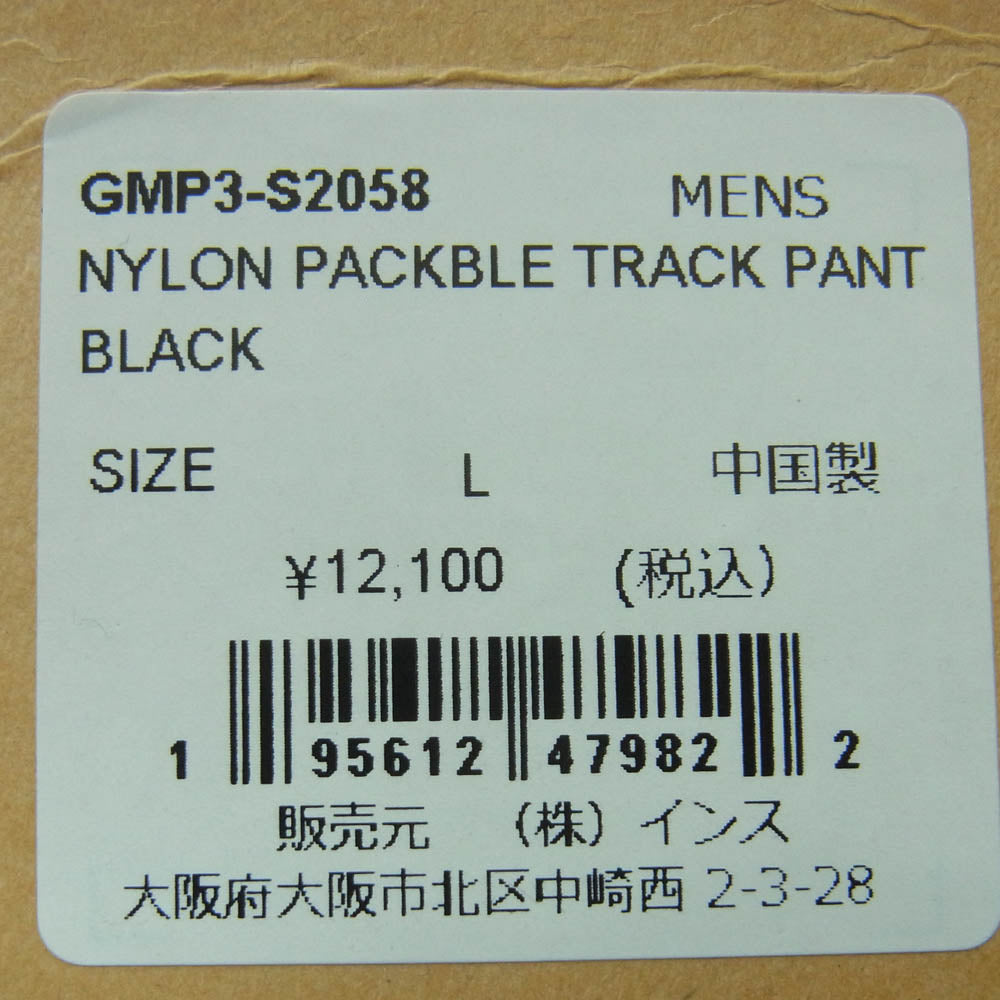 GMP3-S2058 MENS
NYLON PACKBLE TRACK PANT
BLACK
SIZE L 中国製
¥12,100 (税込)
1 95612 47982 2
販売元 (株) インス
大阪府大阪市北区中崎西 2-3-28